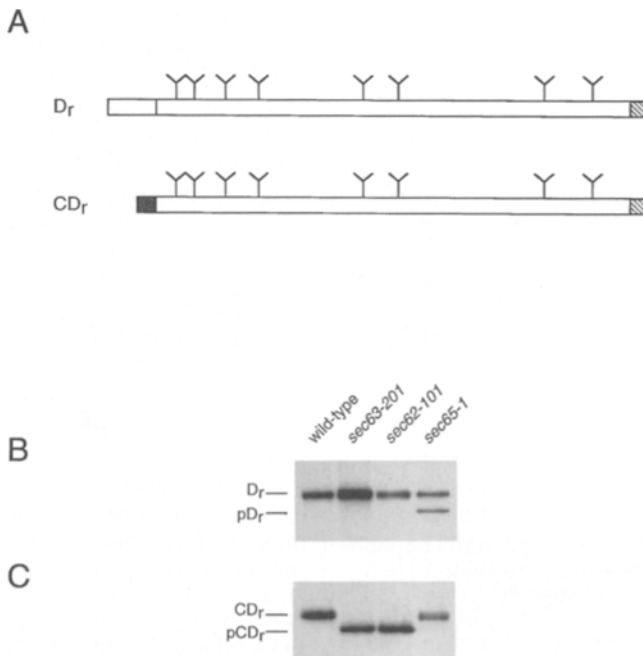 A
Dr
CDr
wild-type
sec63-201
sec62-101
sec65-1
B
Dr
pDr
C
CDr
pCDr